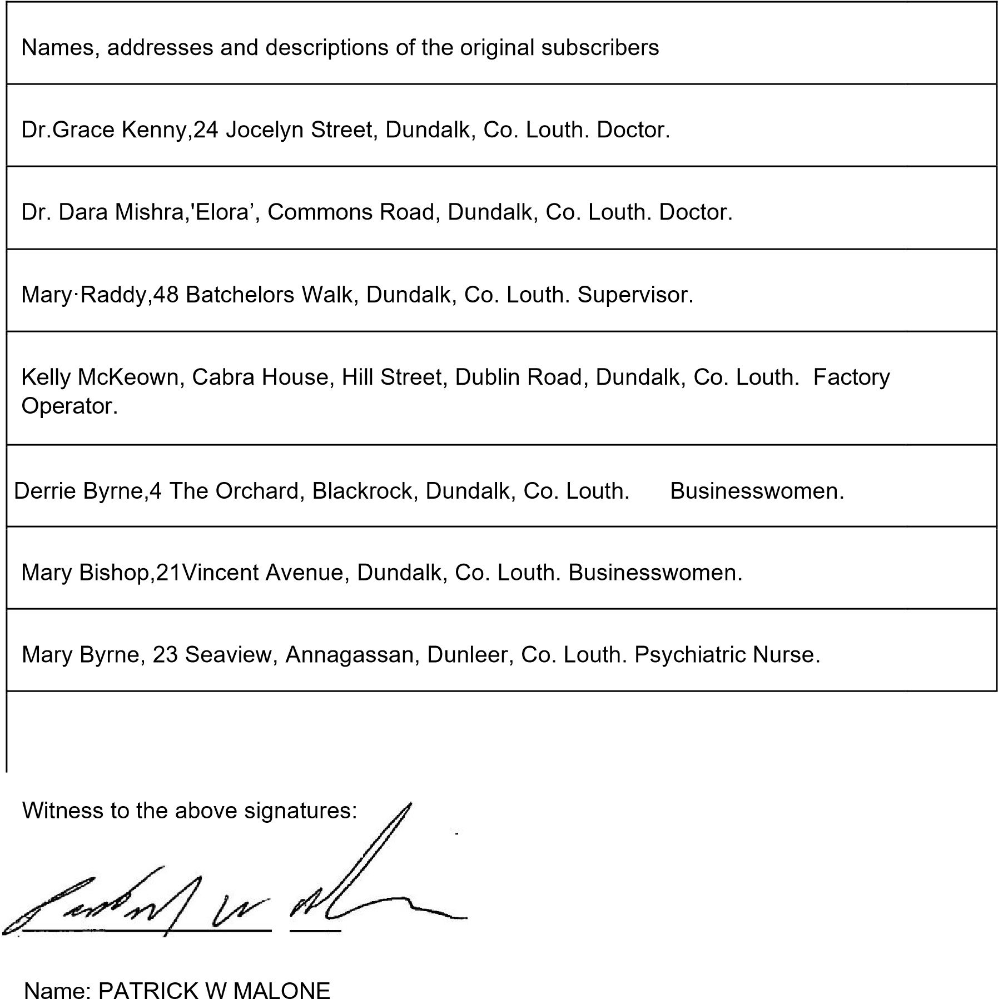 Names, addresses and descriptions of the original subscribers
Dr.Grace Kenny,24 Jocelyn Street, Dundalk, Co. Louth. Doctor.
Dr. Dara Mishra,'Elora’, Commons Road, Dundalk, Co. Louth. Doctor.
Mary·Raddy,48 Batchelors Walk, Dundalk, Co. Louth. Supervisor.
Kelly McKeown, Cabra House, Hill Street, Dublin Road, Dundalk, Co. Louth.  Factory
Operator.
Derrie Byrne,4 The Orchard, Blackrock, Dundalk, Co. Louth.      Businesswomen.
Mary Bishop,21Vincent Avenue, Dundalk, Co. Louth. Businesswomen.
Mary Byrne, 23 Seaview, Annagassan, Dunleer, Co. Louth. Psychiatric Nurse.
Witness to the above signatures:
Name: PATRICK W MALONE